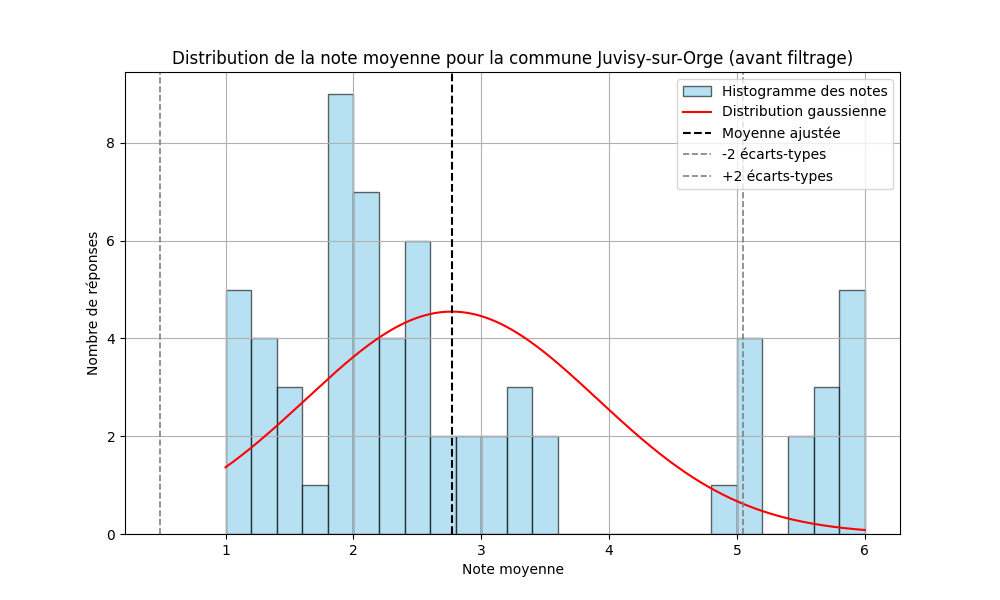 Distribution de la note moyenne pour la commune Juvisy-sur-Orge (avant filtrage)
Histogramme des notes
Distribution gaussienne
Moyenne ajustée
-2 écarts-types
+2 écarts-types
Nombre de réponses
8
6
4
2
0
1 2 3 4 5 6
Note moyenne